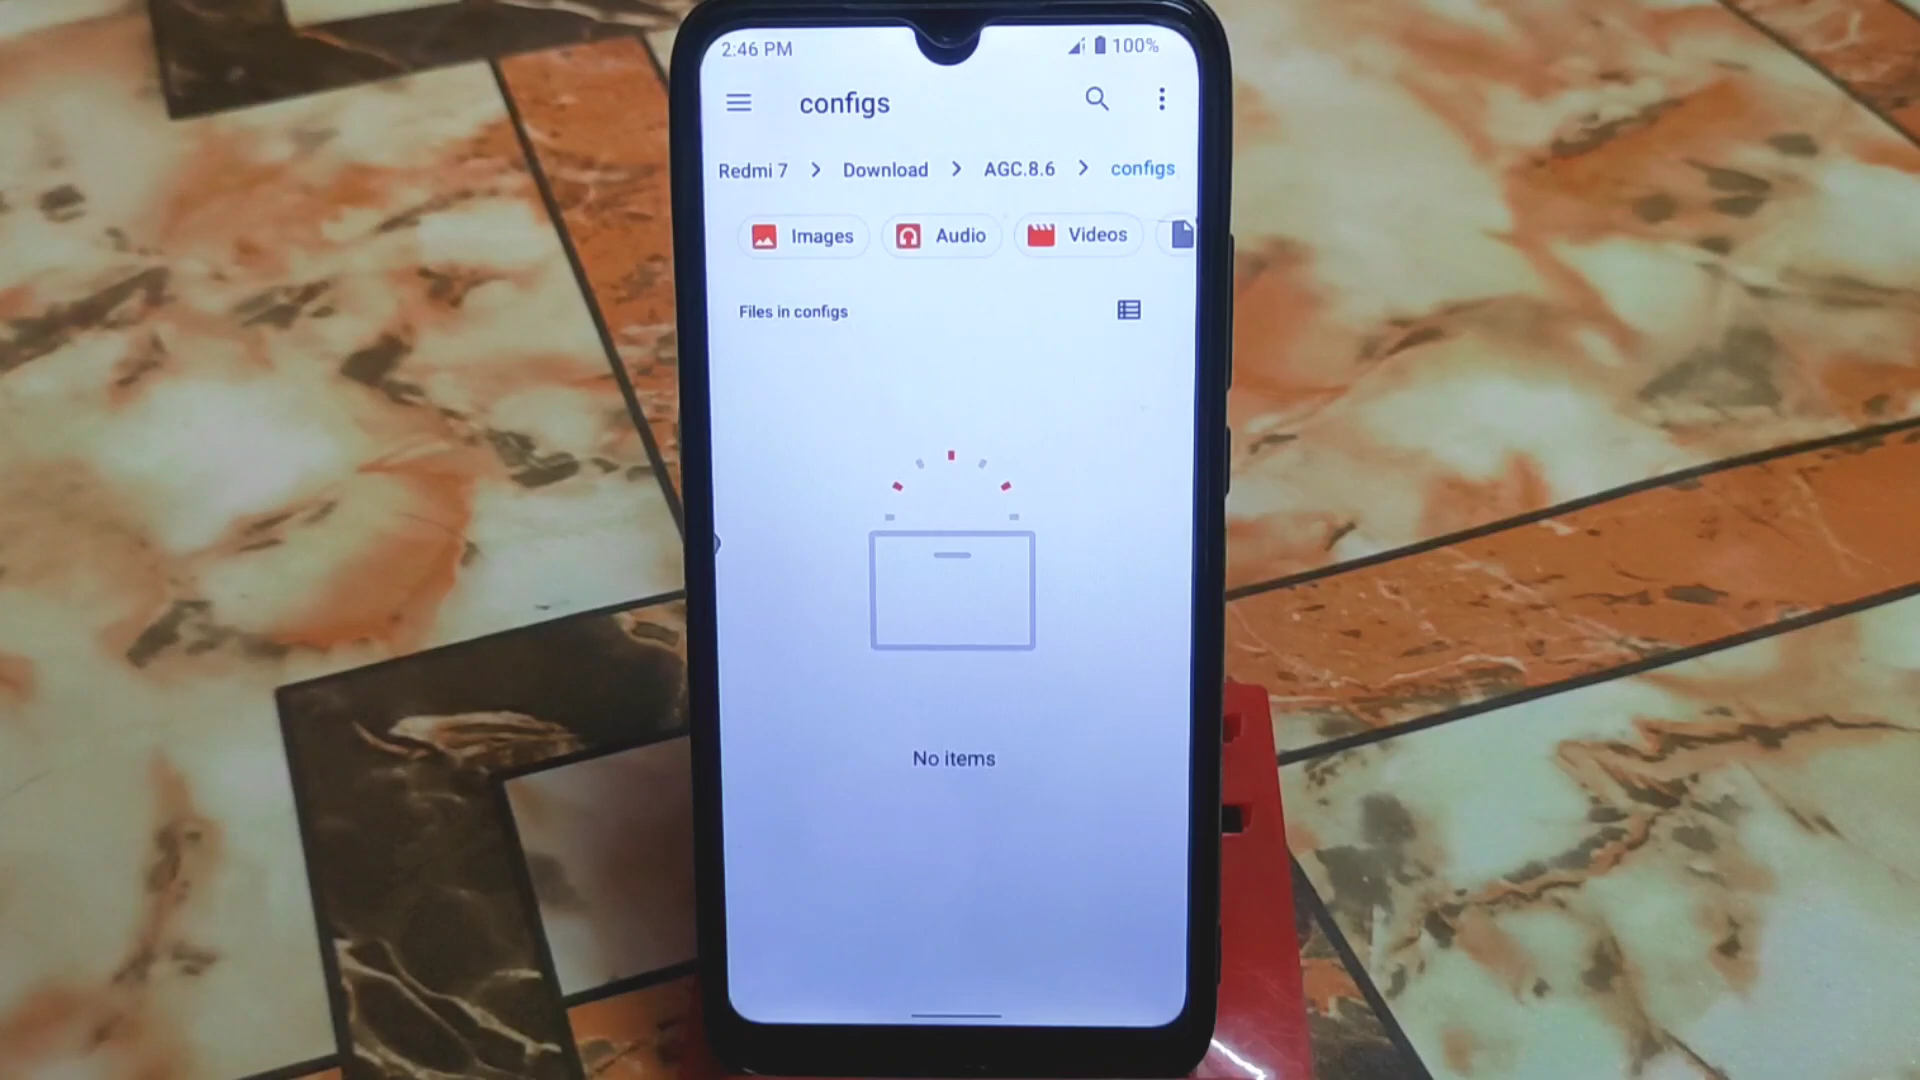 2:46 PM 100%
configs
Redmi 7 > Download > AGC.8.6 > configs
Images Audio Videos
Files in configs
No items